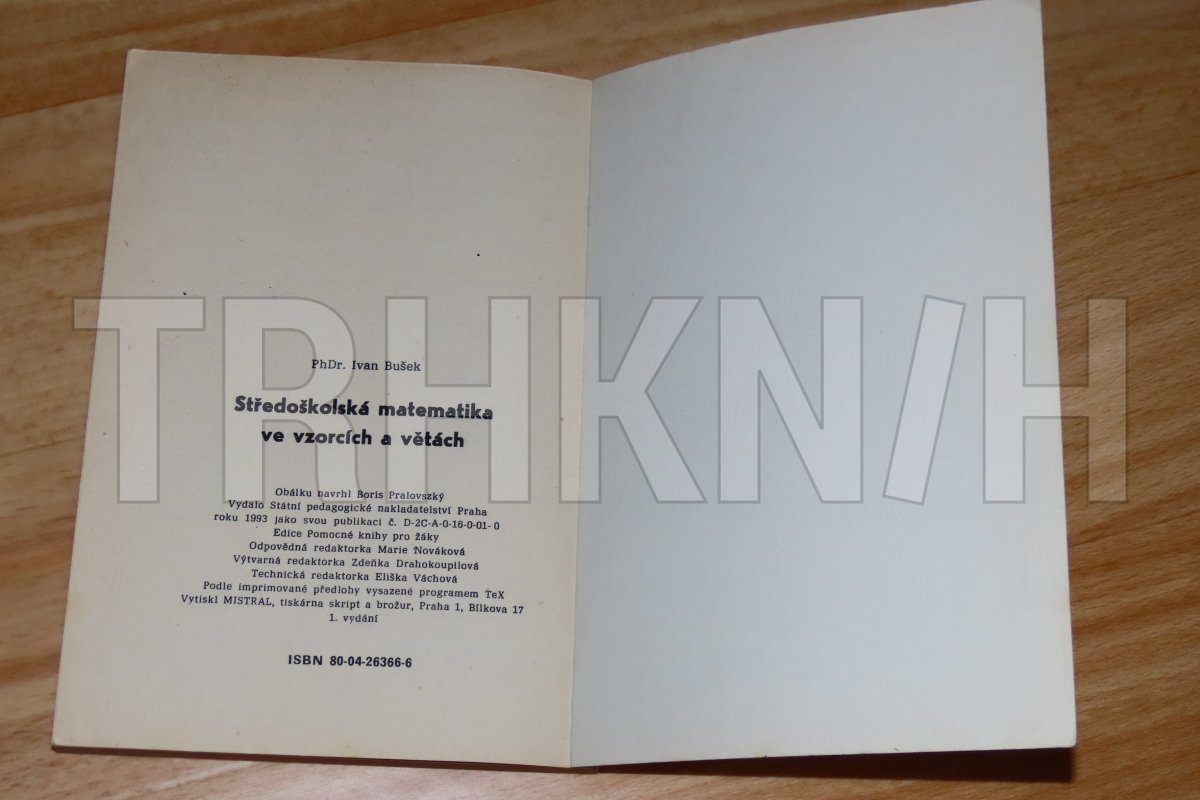 PhDr. Ivan Bušek
Středoškolská matematika
ve vzorcích a větách
Obálku navrhl Boris Pralovszký
Vydalo Státní pedagogické nakladatelství Praha
roku 1993 jako svou publikaci č. D-2C-A-0-16-0-01-0
Edice Pomocné knihy pro žáky
Odpovědná redaktorka Marie Nováková
Výtvarná redaktorka Zdeňka Drahokoupilová
Technická redaktorka Eliška Váchová
Podle imprimované předlohy vysazené programem TeX
Vytiskl MISTRAL, tiskárna skript a brožur, Praha 1, Bílkova 17
1. vydání
ISBN 80-04-26366-6
TRHKN/H